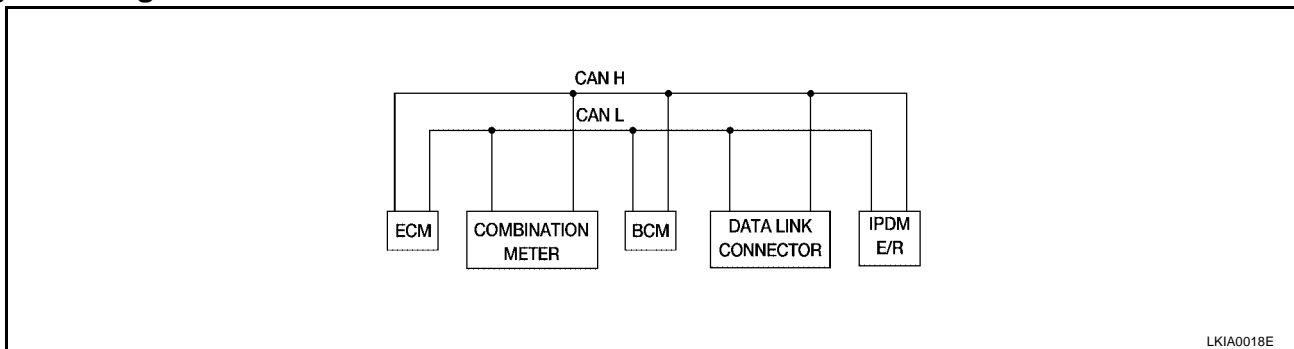 CAN H
CAN L
ECM
COMBINATION
METER
BCM
DATA LINK
CONNECTOR
IPDM
E/R
LKIA0018E